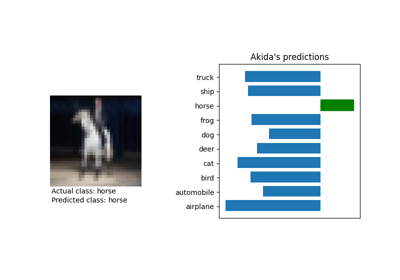 Akida's predictions
truck
ship
horse
frog
dog
deer
cat
bird
automobile
airplane
Actual class: horse
Predicted class: horse